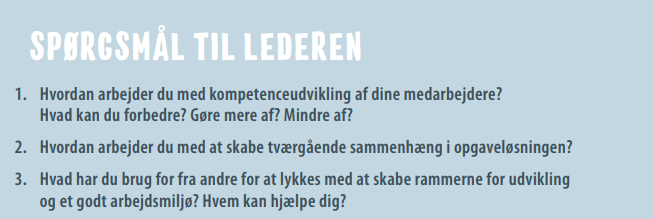 SPØRGSMÅL TIL LEDEREN
1. Hvordan arbejder du med kompetenceudvikling af dine medarbejdere?
Hvad kan du forbedre? Gøre mere af? Mindre af?
2. Hvordan arbejder du med at skabe tværgående sammenhæng i opgaveløsningen?
3. Hvad har du brug for fra andre for at lykkes med at skabe rammerne for udvikling
og et godt arbejdsmiljø? Hvem kan hjælpe dig?